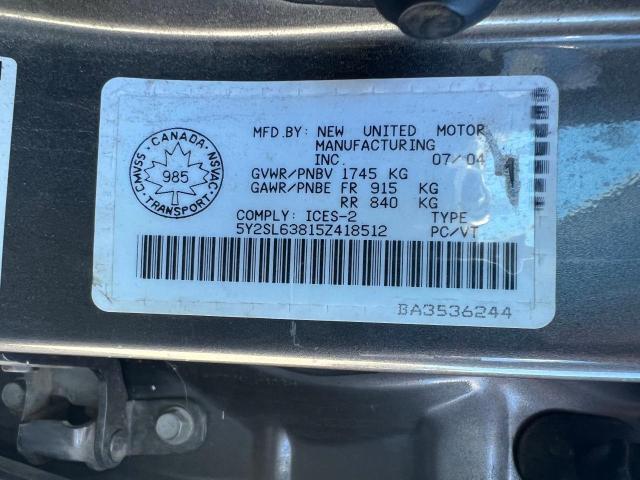 MFD.BY: NEW UNITED MOTOR
MANUFACTURING
INC. 07/04
GVWR/PNBV 1745 KG
GAWR/PNBE FR 915 KG
RR 840 KG
COMPLY: ICES-2 TYPE
5Y2SL63815Z418512 PC/VT
CMVSS · CANADA · NSVAC
985
TRANSPORT
BA3536244